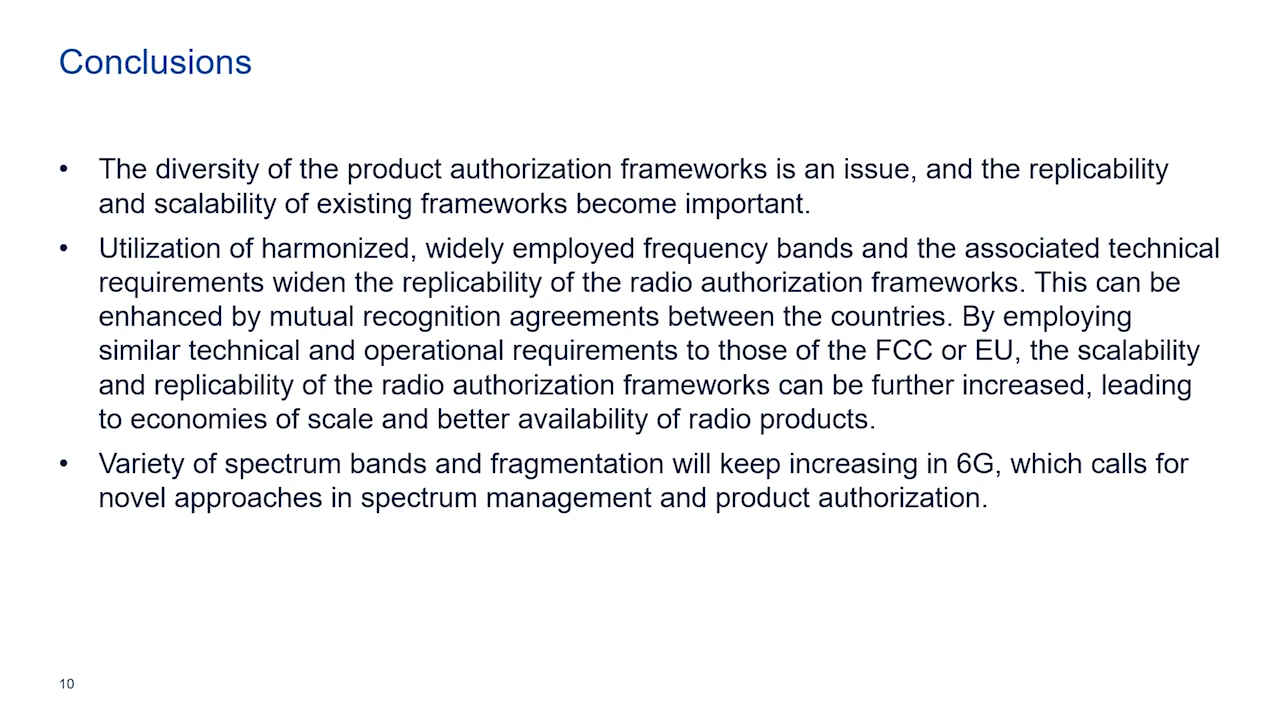 Conclusions
• The diversity of the product authorization frameworks is an issue, and the replicability
and scalability of existing frameworks become important.
• Utilization of harmonized, widely employed frequency bands and the associated technical
requirements widen the replicability of the radio authorization frameworks. This can be
enhanced by mutual recognition agreements between the countries. By employing
similar technical and operational requirements to those of the FCC or EU, the scalability
and replicability of the radio authorization frameworks can be further increased, leading
to economies of scale and better availability of radio products.
• Variety of spectrum bands and fragmentation will keep increasing in 6G, which calls for
novel approaches in spectrum management and product authorization.
10